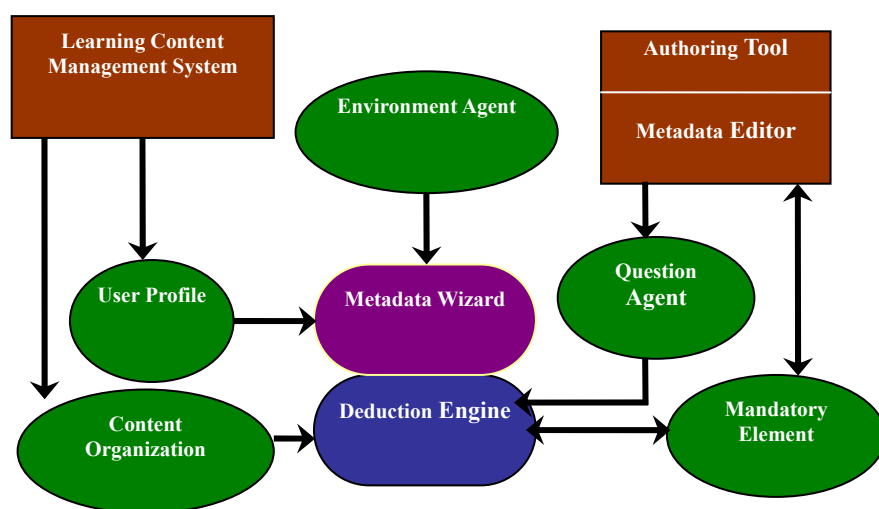 Learning Content
Management System
Environment Agent
Authoring Tool
Metadata Editor
User Profile
Metadata Wizard
Question
Agent
Content
Organization
Deduction Engine
Mandatory
Element